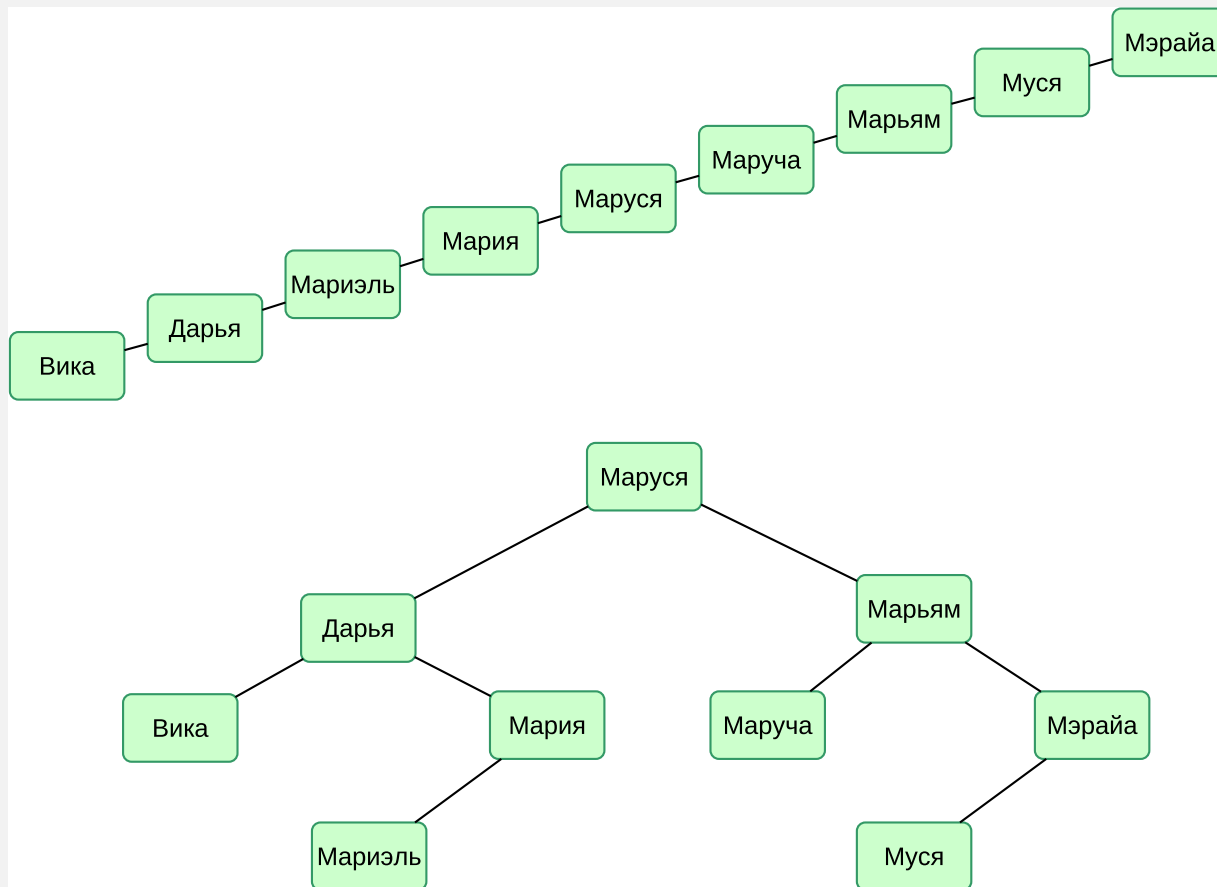 Мэрайа
Муся
Марьям
Маруча
Маруся
Мария
Мариэль
Дарья
Вика
Маруся
Марьям
Дарья
Вика
Мария
Маруча
Мэрайа
Мариэль
Муся